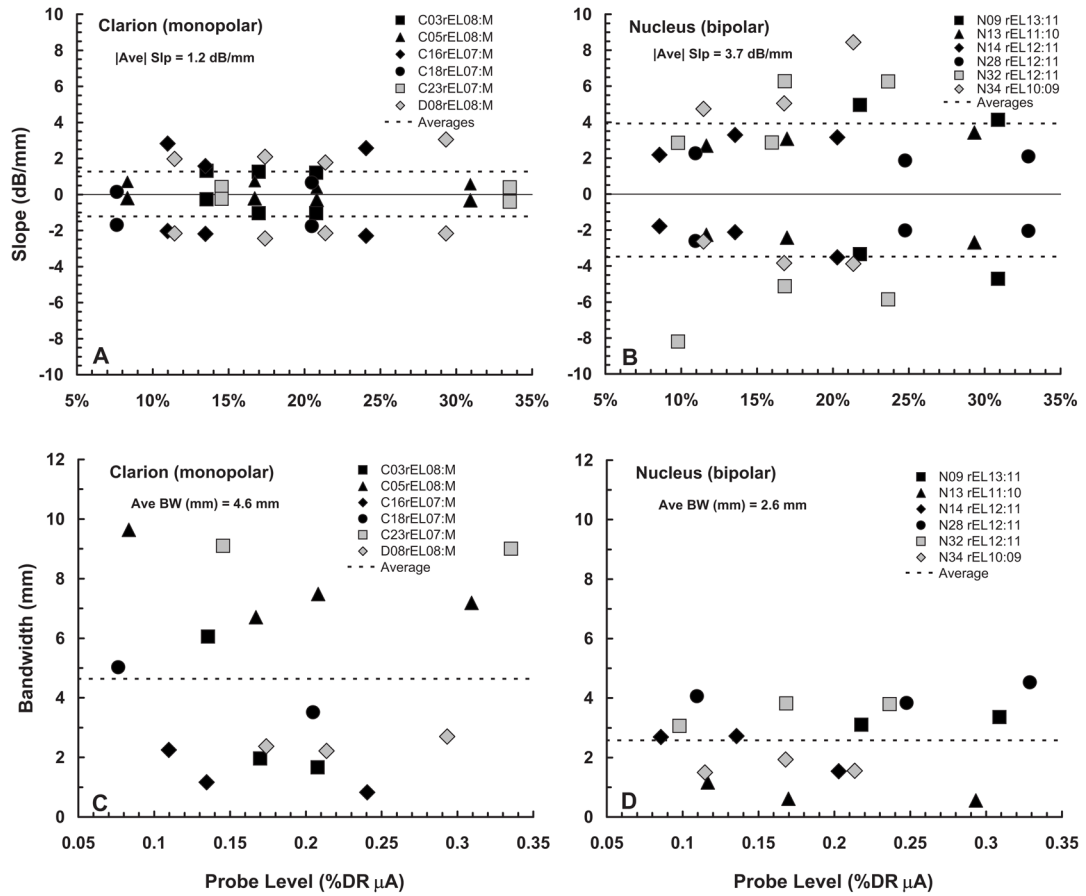 Clarion (monopolar)
|Ave| Slp = 1.2 dB/mm
C03rEL08:M
C05rEL08:M
C16rEL07:M
C18rEL07:M
C23rEL07:M
D08rEL08:M
Averages
10
8
6
4
2
0
-2
-4
-6
-8
-10
Slope (dB/mm)
A
5%
10%
15%
20%
25%
30%
35%
Nucleus (bipolar)
|Ave| Slp = 3.7 dB/mm
N09 rEL13:11
N13 rEL11:10
N14 rEL12:11
N28 rEL12:11
N32 rEL12:11
N34 rEL10:09
Averages
10
8
6
4
2
0
-2
-4
-6
-8
-10
B
5%
10%
15%
20%
25%
30%
35%
Clarion (monopolar)
Ave BW (mm) = 4.6 mm
C03rEL08:M
C05rEL08:M
C16rEL07:M
C18rEL07:M
C23rEL07:M
D08rEL08:M
Average
12
10
8
6
4
2
0
Bandwidth (mm)
C
0.05
0.1
0.15
0.2
0.25
0.3
0.35
Probe Level (%DR μA)
Nucleus (bipolar)
Ave BW (mm) = 2.6 mm
N09 rEL13:11
N13 rEL11:10
N14 rEL12:11
N28 rEL12:11
N32 rEL12:11
N34 rEL10:09
Average
12
10
8
6
4
2
0
D
0.05
0.1
0.15
0.2
0.25
0.3
0.35
Probe Level (%DR μA)